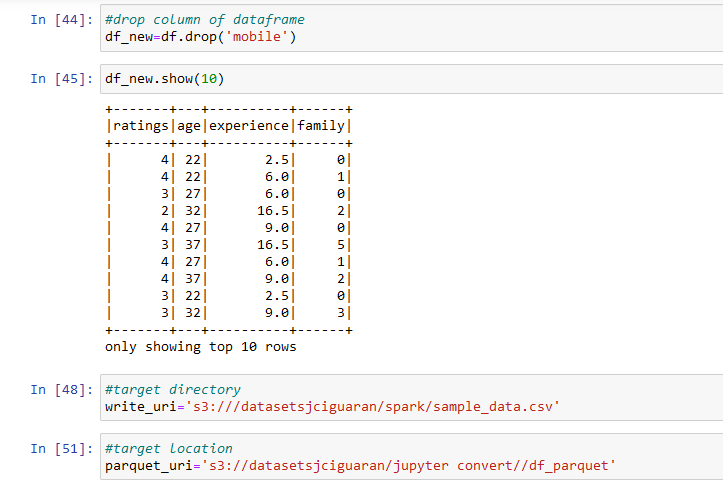 In [44]: #drop column of dataframe
df_new=df.drop('mobile')
In [45]: df_new.show(10)
+-------+---+----------+------+
|ratings|age|experience|family|
+-------+---+----------+------+
|      4| 22|       2.5|     0|
|      4| 22|       6.0|     1|
|      3| 27|       6.0|     0|
|      2| 32|      16.5|     2|
|      4| 27|       9.0|     0|
|      3| 37|      16.5|     5|
|      4| 27|       6.0|     1|
|      4| 37|       9.0|     2|
|      3| 22|       2.5|     0|
|      3| 32|       9.0|     3|
+-------+---+----------+------+
only showing top 10 rows
In [48]: #target directory
write_uri='s3:///datasetsjciguaran/spark/sample_data.csv'
In [51]: #target location
parquet_uri='s3://datasetsjciguaran/jupyter convert//df_parquet'